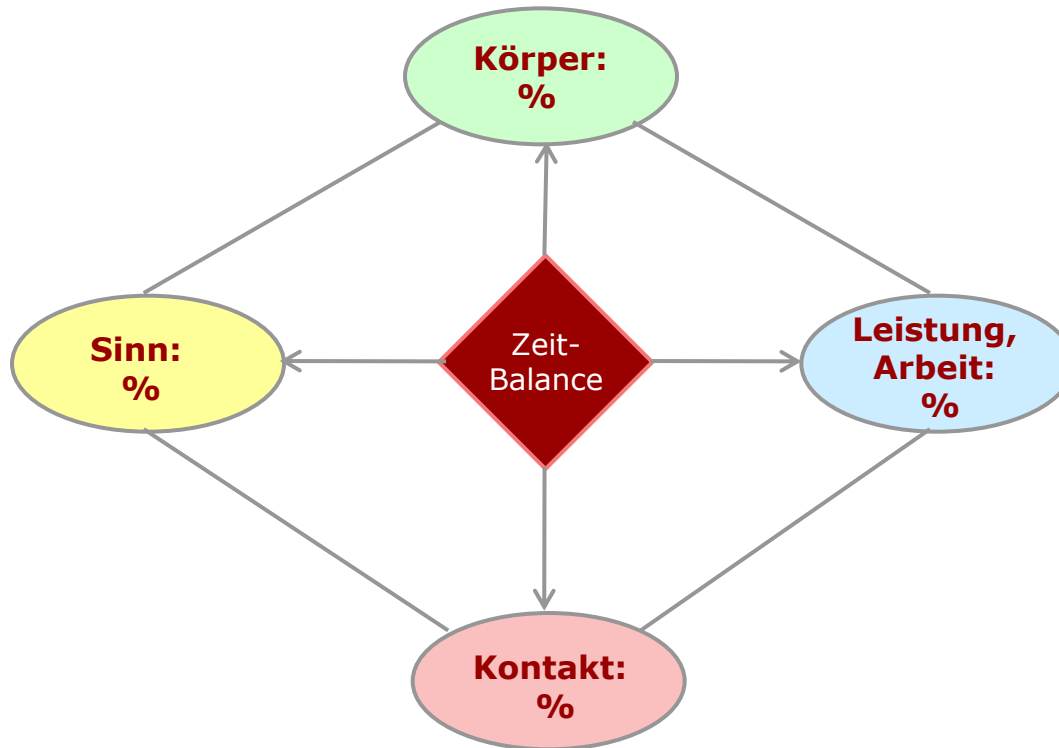 Körper:
%
Sinn:
%
Zeit-
Balance
Leistung,
Arbeit:
%
Kontakt:
%